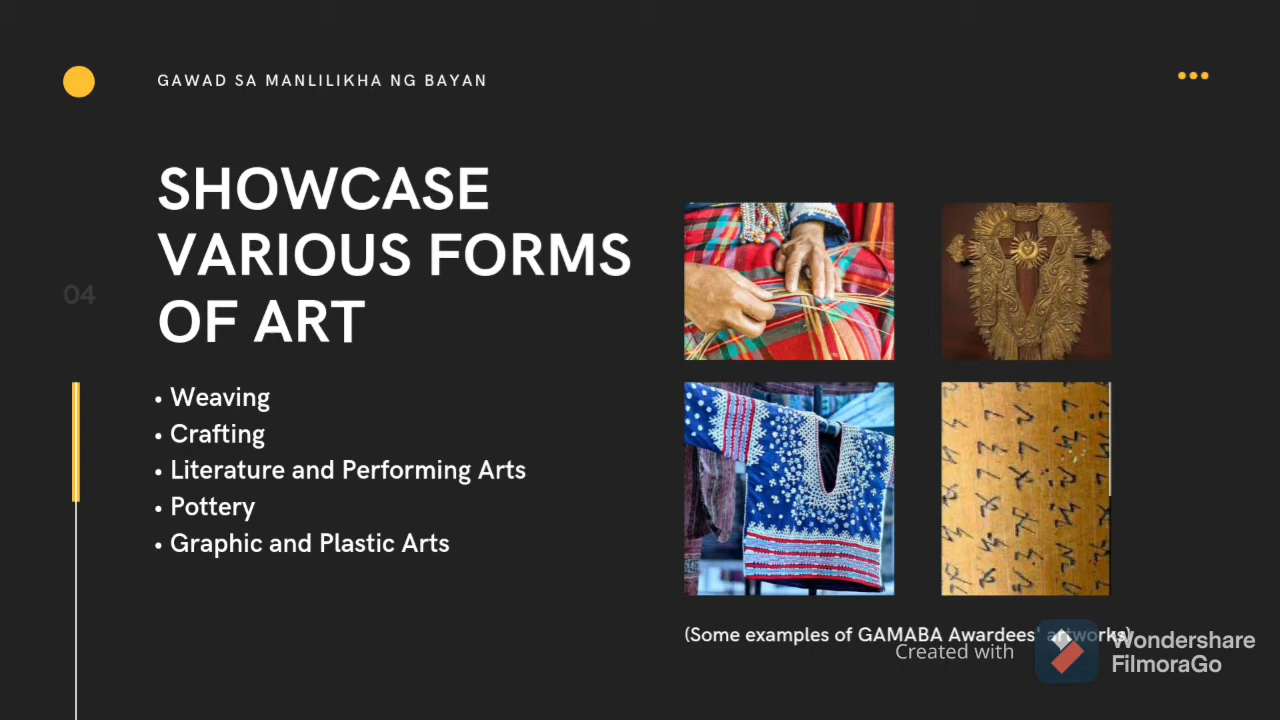 GAWAD SA MANLILIKHA NG BAYAN
SHOWCASE
VARIOUS FORMS
OF ART
04
• Weaving
• Crafting
• Literature and Performing Arts
• Pottery
• Graphic and Plastic Arts
(Some examples of GAMABA Awardees' artworks)
Created with
Wondershare
FilmoraGo